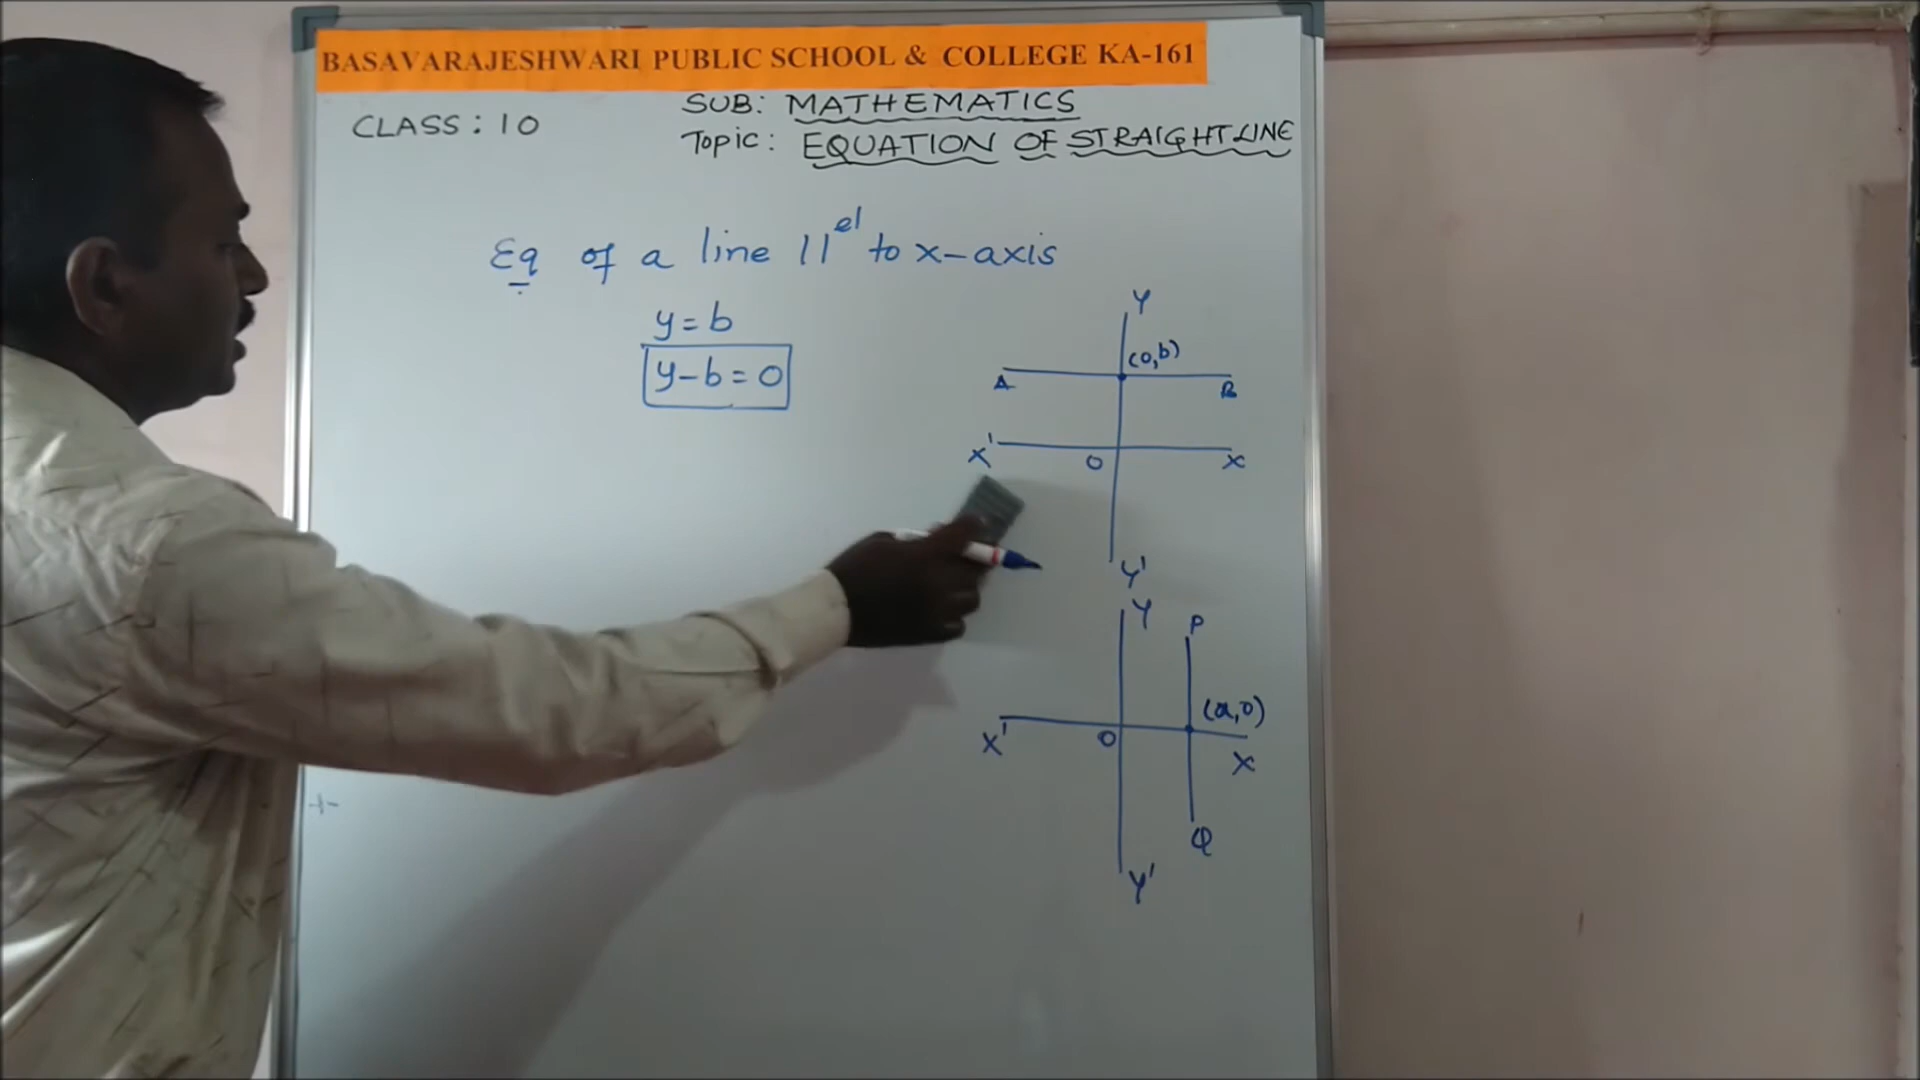 BASAVARAJESHWARI PUBLIC SCHOOL & COLLEGE KA-161
CLASS: 10
SUB: MATHEMATICS
Topic: EQUATION OF STRAIGHT LINE
Eq of a line ||el to x-axis
y = b
y-b = 0
Y
(0,b)
A B
X' O X
Y'
Y P
(a,0)
X' O X
Q
Y'